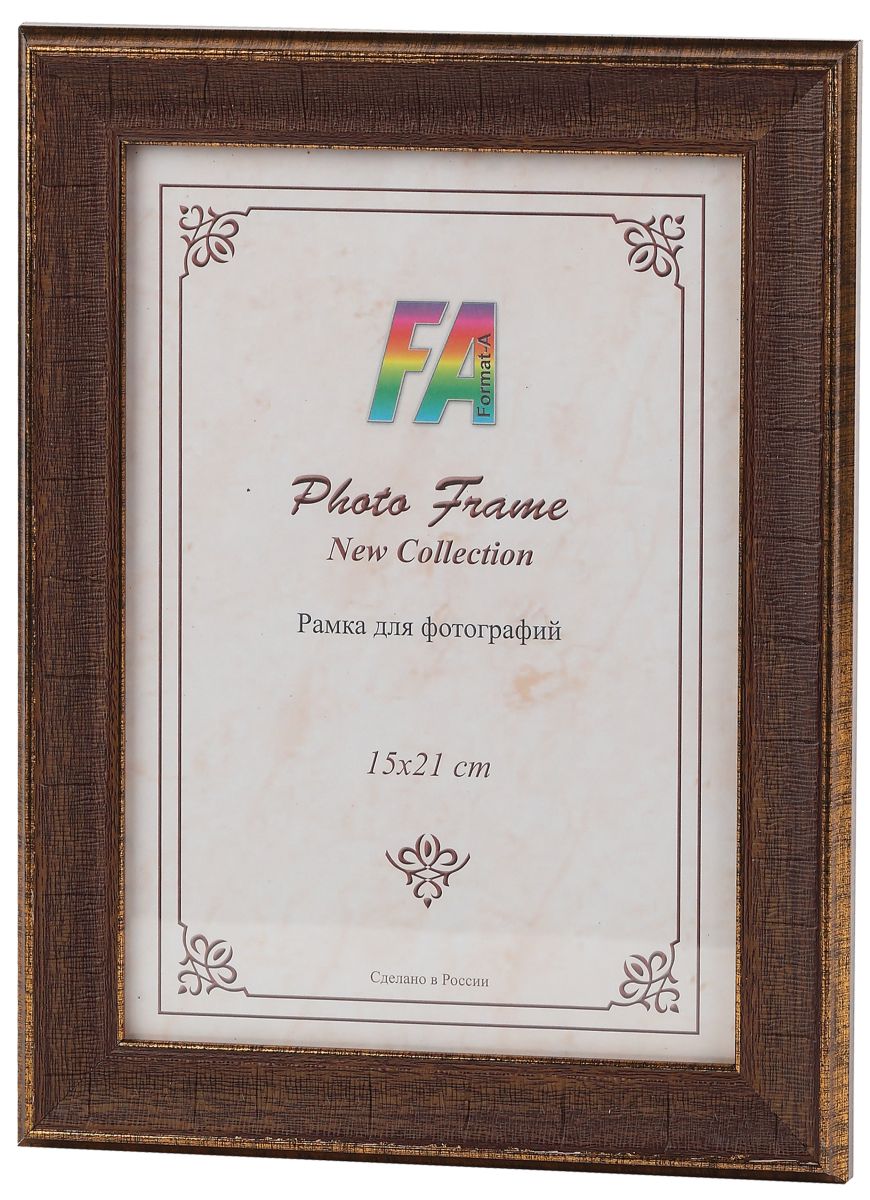 FA
Format-A
Photo Frame
New Collection
Рамка для фотографий
15x21 cm
Сделано в России